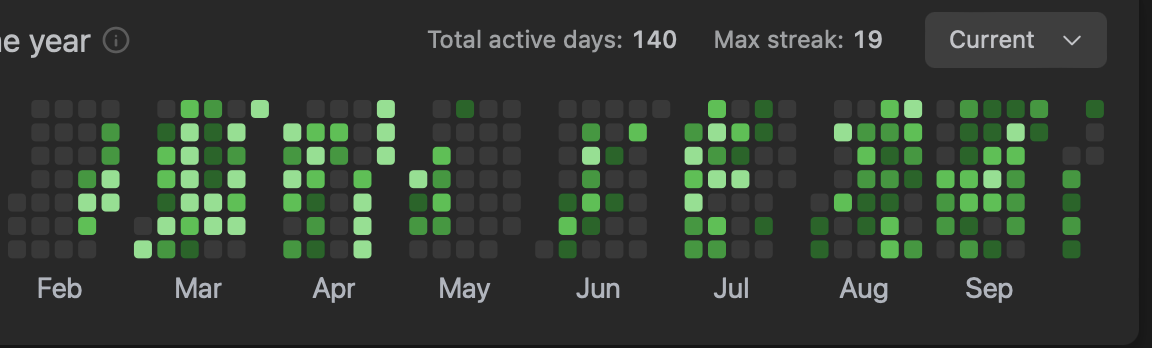 e year
Total active days: 140 Max streak: 19 Current
Feb Mar Apr May Jun Jul Aug Sep